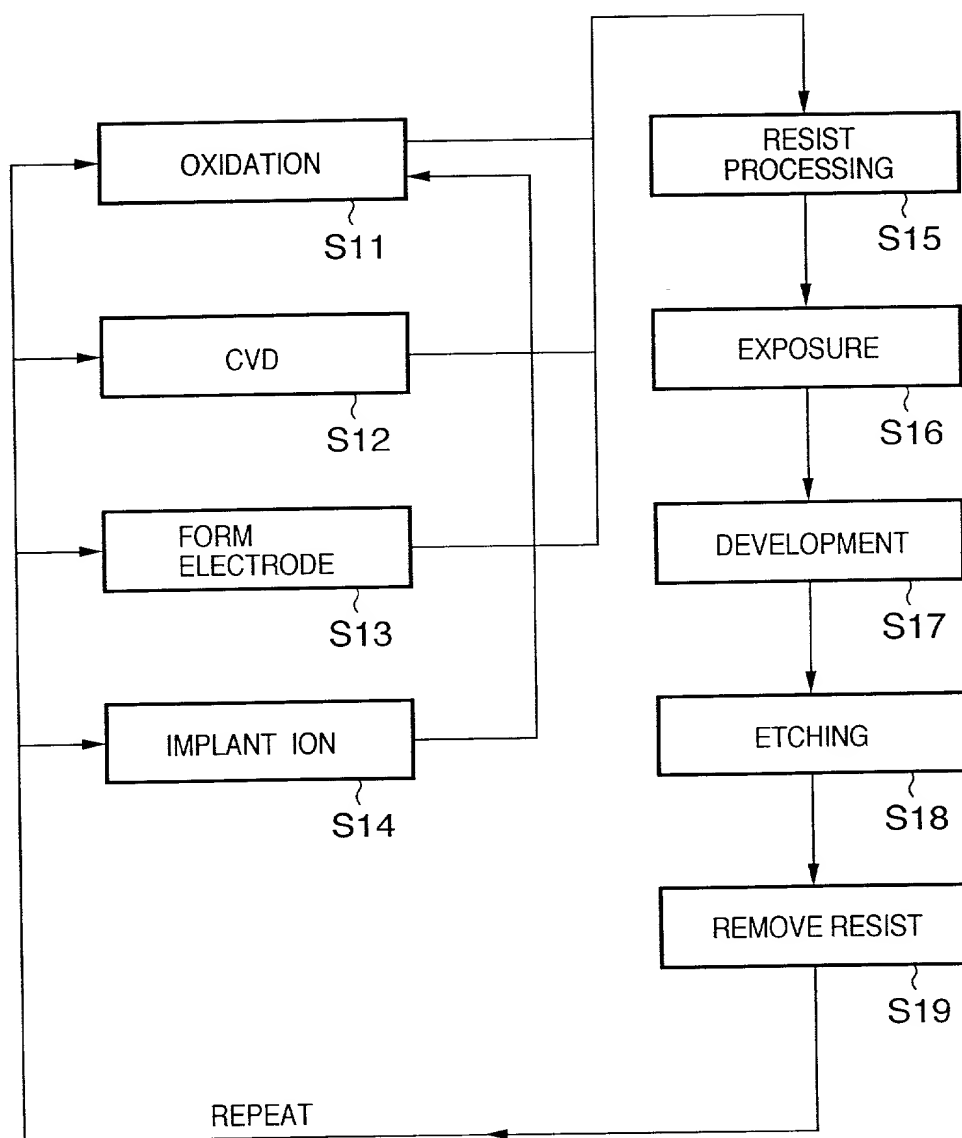 OXIDATION
S11
CVD
S12
FORM
ELECTRODE
S13
IMPLANT ION
S14
RESIST
PROCESSING
S15
EXPOSURE
S16
DEVELOPMENT
S17
ETCHING
S18
REMOVE RESIST
S19
REPEAT